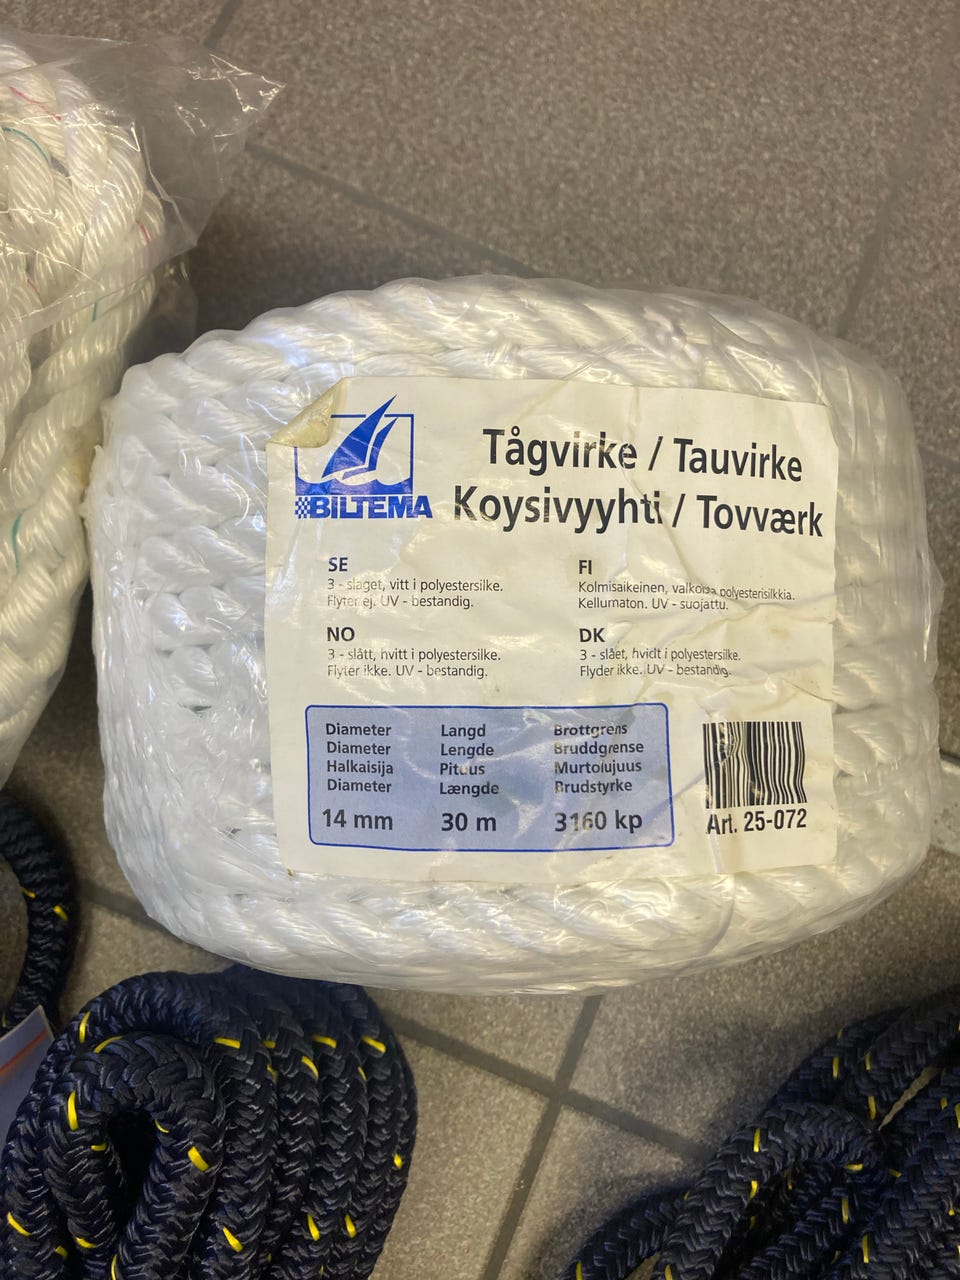 BILTEMA
Tågvirke / Tauvirke
Koysivyyhti / Tovværk
SE
3 - slaget, vitt i polyestersilke.
Flyter ej. UV - bestandig.
FI
Kolmisaikeinen, valkoisa polyesterisilkkia.
Kellumaton. UV - suojattu.
NO
3 - slått, hvitt i polyestersilke.
Flyter ikke. UV - bestandig.
DK
3 - slået, hvidt i polyestersilke.
Flyder ikke. UV - bestandig.
Diameter Langd Brottgrens
Diameter Lengde Bruddgrense
Halkaisija Pituus Murtolujuus
Diameter Længde Brudstyrke
14 mm 30 m 3160 kp
Art. 25-072